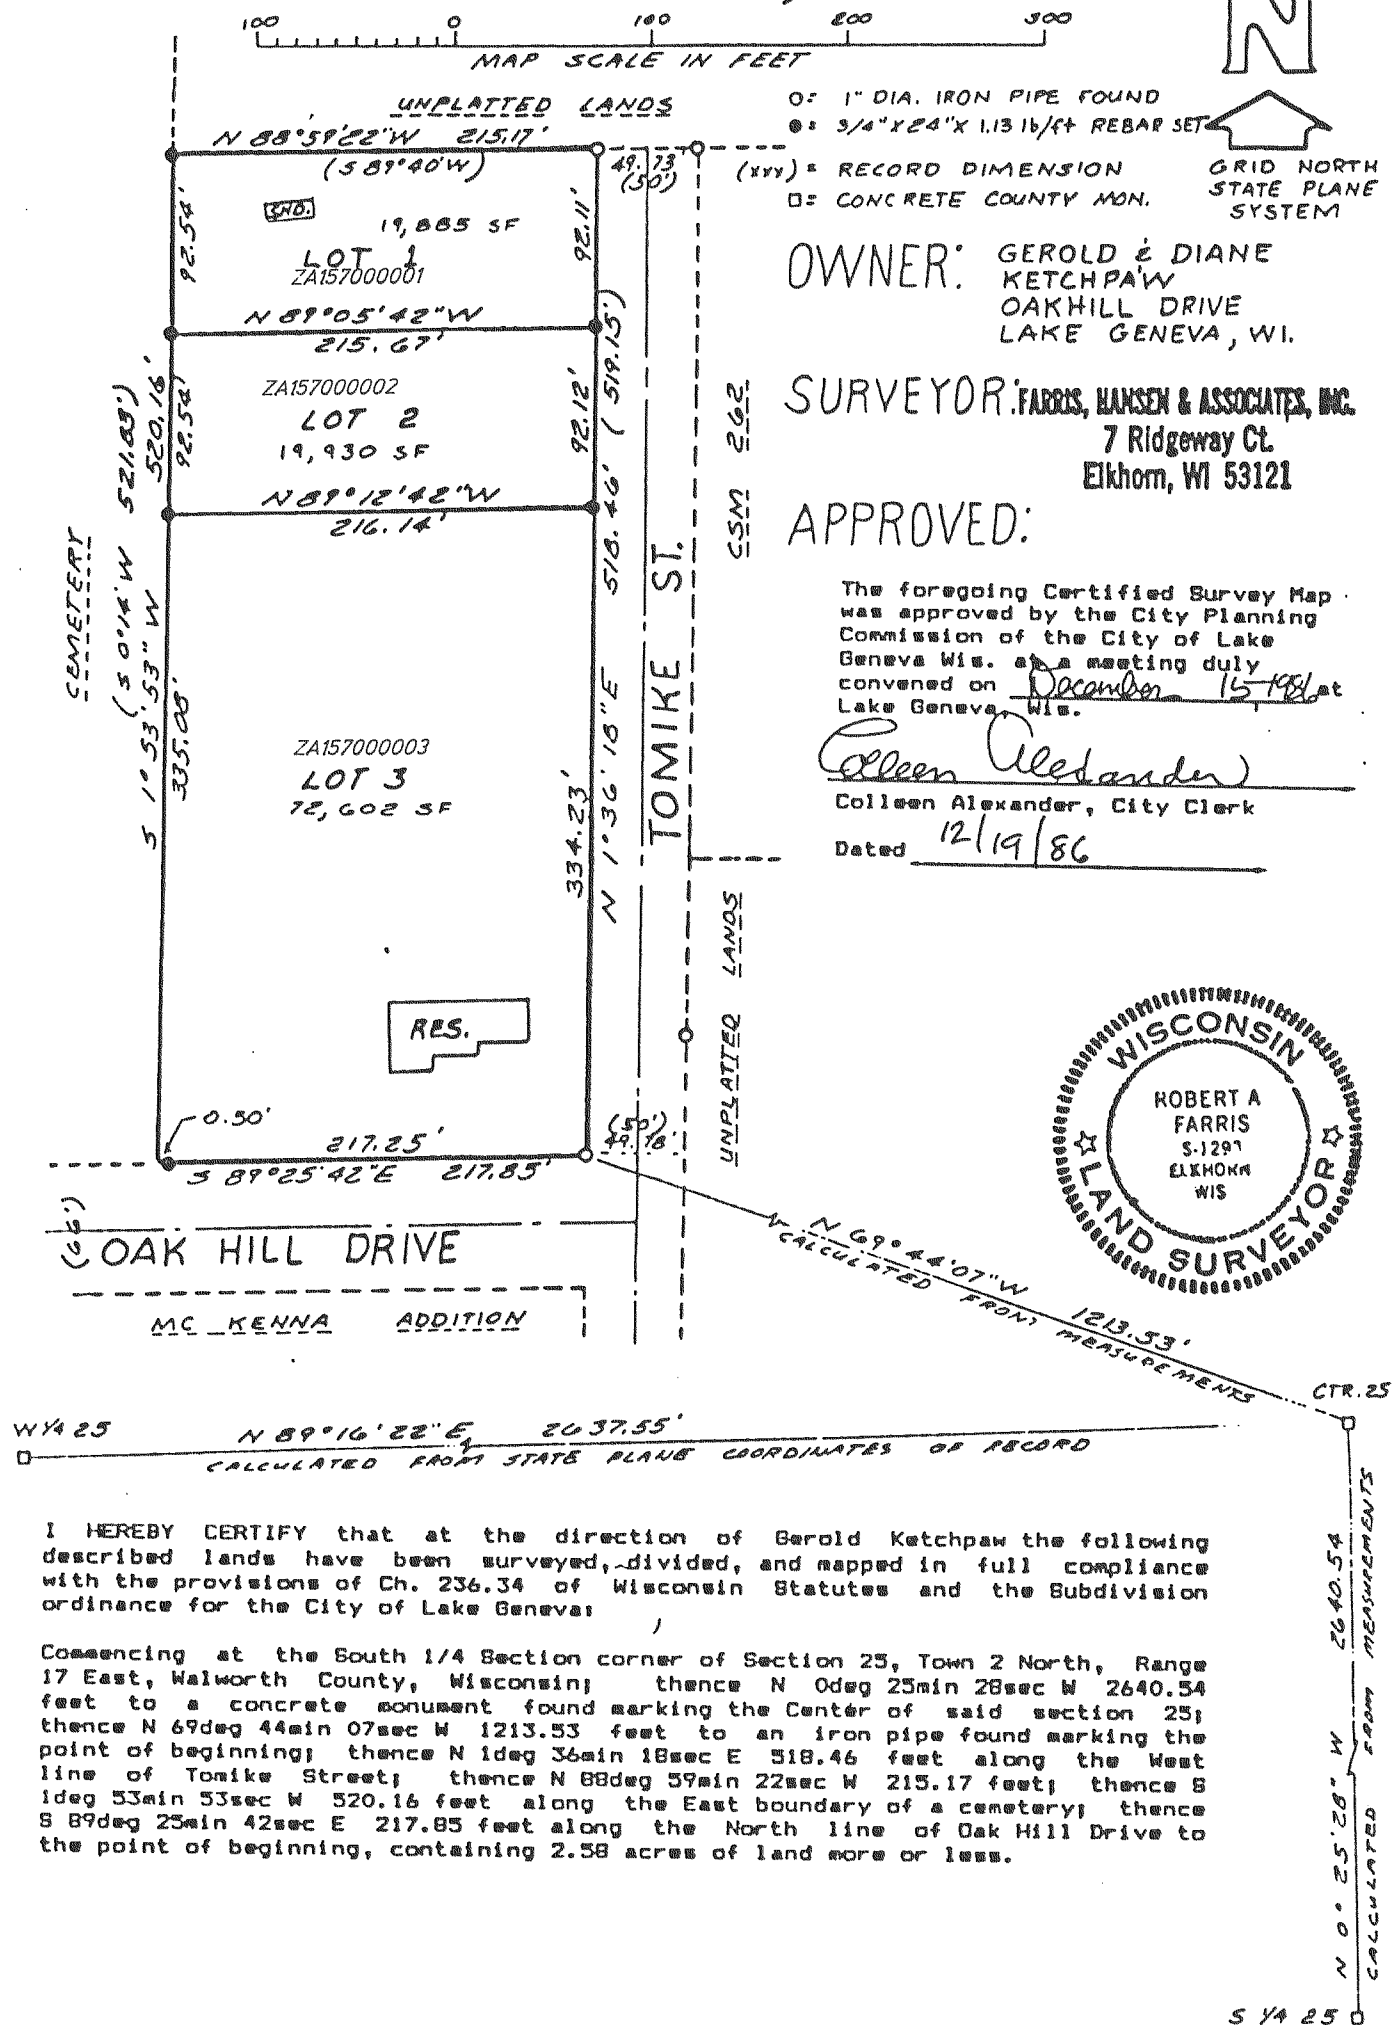 100 0 100 200 300
MAP SCALE IN FEET
UNPLATTED LANDS
O= 1" DIA. IRON PIPE FOUND
●= 3/4"X24"X 1.13 lb/ft REBAR SET
(xxx) = RECORD DIMENSION
□= CONCRETE COUNTY MON.
N
GRID NORTH
STATE PLANE
SYSTEM
N 88°59'22"W 215.17'
(S 89°40'W)
49.73'
(50')
92.54'
SHD.
19,885 SF
LOT 1
ZA157000001
92.11'
N 89°05'42"W
215.67'
ZA157000002
LOT 2
19,930 SF
92.54'
92.12'
N 89°12'42"W
216.14'
CEMETERY
(S 0°14'W 521.83')
S 1°53'53" W 520.16'
335.08'
ZA157000003
LOT 3
72,602 SF
334.23'
N 1°36'18"E 518.46' (519.15')
TOMIKE ST.
CSM 262
UNPLATTED LANDS
RES.
0.50'
217.25'
S 89°25'42"E 217.85'
(50')
49.78'
(66')
OAK HILL DRIVE
MC KENNA ADDITION
OWNER: GEROLD & DIANE
KETCHPAW
OAKHILL DRIVE
LAKE GENEVA, WI.
SURVEYOR: FARRIS, HANSEN & ASSOCIATES, INC.
7 Ridgeway Ct.
Elkhorn, WI 53121
APPROVED:
The foregoing Certified Survey Map
was approved by the City Planning
Commission of the City of Lake
Geneva Wis. at a meeting duly
convened on December 15-1986 at
Lake Geneva, Wis.
Colleen Alexander
Colleen Alexander, City Clerk
Dated 12/19/86
WISCONSIN
ROBERT A
FARRIS
S-1297
ELKHORN
WIS
LAND SURVEYOR
N 69°44'07"W 1213.53'
CALCULATED FROM MEASUREMENTS
CTR. 25
W 1/4 25
N 89°16'22"E 2637.55'
CALCULATED FROM STATE PLANE COORDINATES OF RECORD
N 0°25'28" W 2640.54
CALCULATED FROM MEASUREMENTS
I HEREBY CERTIFY that at the direction of Gerold Ketchpaw the following
described lands have been surveyed, divided, and mapped in full compliance
with the provisions of Ch. 236.34 of Wisconsin Statutes and the Subdivision
ordinance for the City of Lake Geneva:
Commencing at the South 1/4 Section corner of Section 25, Town 2 North, Range
17 East, Walworth County, Wisconsin; thence N 0deg 25min 28sec W 2640.54
feet to a concrete monument found marking the Center of said section 25;
thence N 69deg 44min 07sec W 1213.53 feet to an iron pipe found marking the
point of beginning; thence N 1deg 36min 18sec E 518.46 feet along the West
line of Tomike Street; thence N 88deg 59min 22sec W 215.17 feet; thence S
1deg 53min 53sec W 520.16 feet along the East boundary of a cemetery; thence
S 89deg 25min 42sec E 217.85 feet along the North line of Oak Hill Drive to
the point of beginning, containing 2.58 acres of land more or less.
S 1/4 25